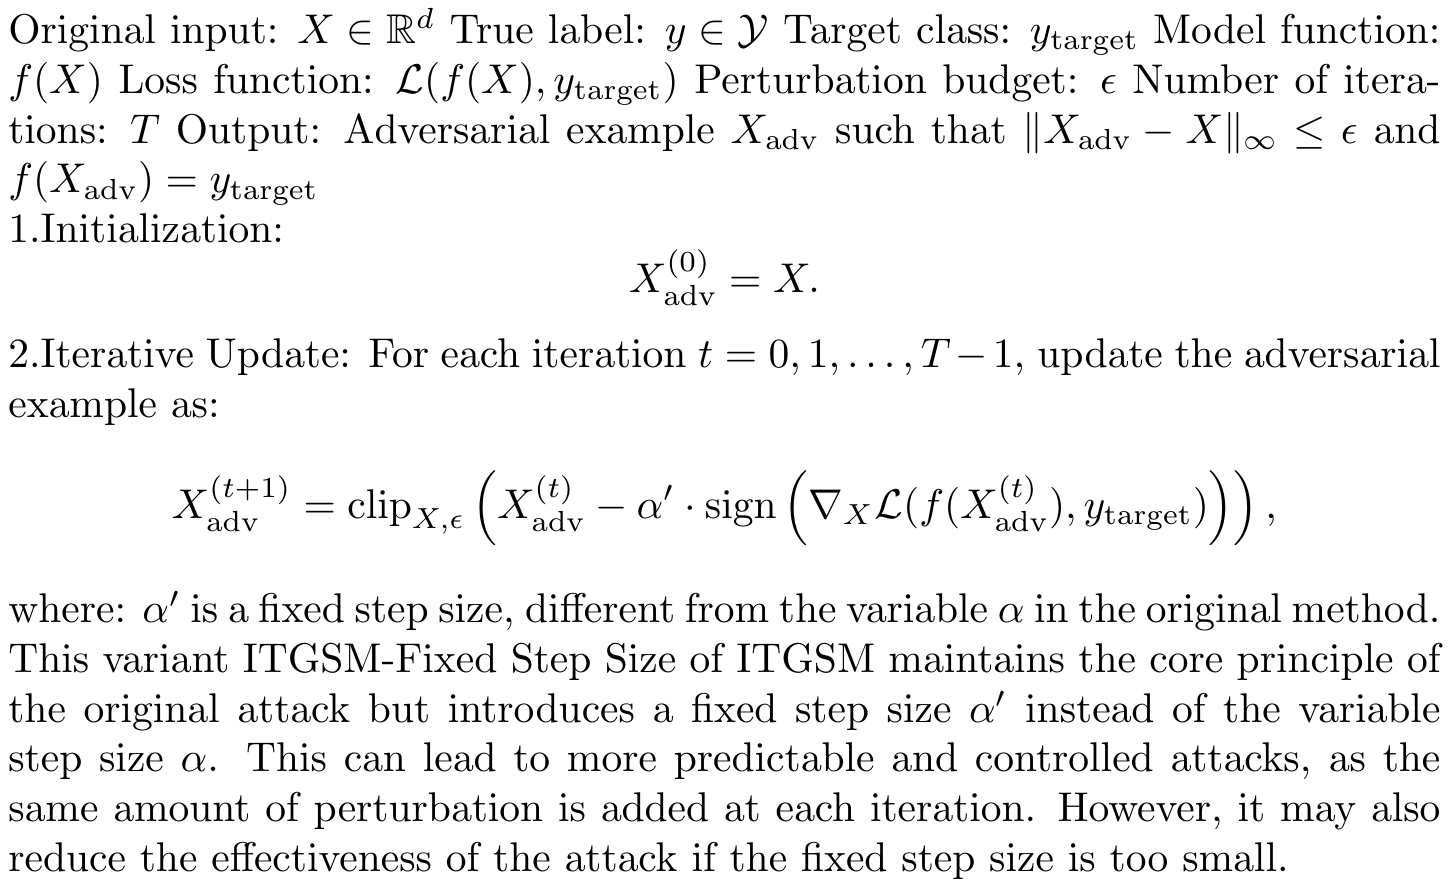 Original input: $X \in \mathbb{R}^d$ True label: $y \in \mathcal{Y}$ Target class: $y_{\text{target}}$ Model function:
$f(X)$ Loss function: $\mathcal{L}(f(X), y_{\text{target}})$ Perturbation budget: $\epsilon$ Number of itera-
tions: $T$ Output: Adversarial example $X_{\text{adv}}$ such that $\|X_{\text{adv}} - X\|_\infty \leq \epsilon$ and
$f(X_{\text{adv}}) = y_{\text{target}}$
1.Initialization:
$X_{\text{adv}}^{(0)} = X.$
2.Iterative Update: For each iteration $t = 0, 1, \ldots, T-1$, update the adversarial
example as:
$X_{\text{adv}}^{(t+1)} = \text{clip}_{X,\epsilon}\left(X_{\text{adv}}^{(t)} - \alpha' \cdot \text{sign}\left(\nabla_X \mathcal{L}(f(X_{\text{adv}}^{(t)}), y_{\text{target}})\right)\right),$
where: $\alpha'$ is a fixed step size, different from the variable $\alpha$ in the original method.
This variant ITGSM-Fixed Step Size of ITGSM maintains the core principle of
the original attack but introduces a fixed step size $\alpha'$ instead of the variable
step size $\alpha$. This can lead to more predictable and controlled attacks, as the
same amount of perturbation is added at each iteration. However, it may also
reduce the effectiveness of the attack if the fixed step size is too small.